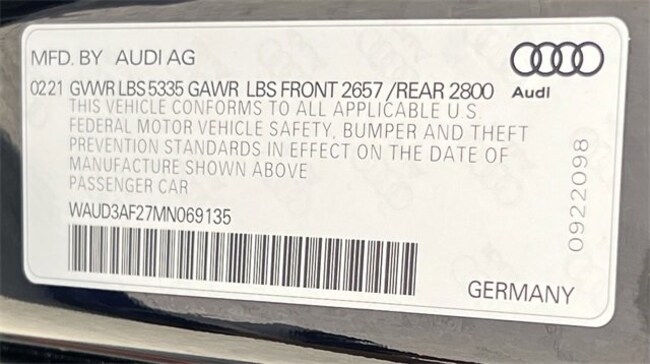 MFD. BY AUDI AG
0221 GVWR LBS 5335 GAWR LBS FRONT 2657 /REAR 2800
Audi
THIS VEHICLE CONFORMS TO ALL APPLICABLE U.S.
FEDERAL MOTOR VEHICLE SAFETY, BUMPER AND THEFT
PREVENTION STANDARDS IN EFFECT ON THE DATE OF
MANUFACTURE SHOWN ABOVE
PASSENGER CAR
WAUD3AF27MN069135
0922098
GERMANY